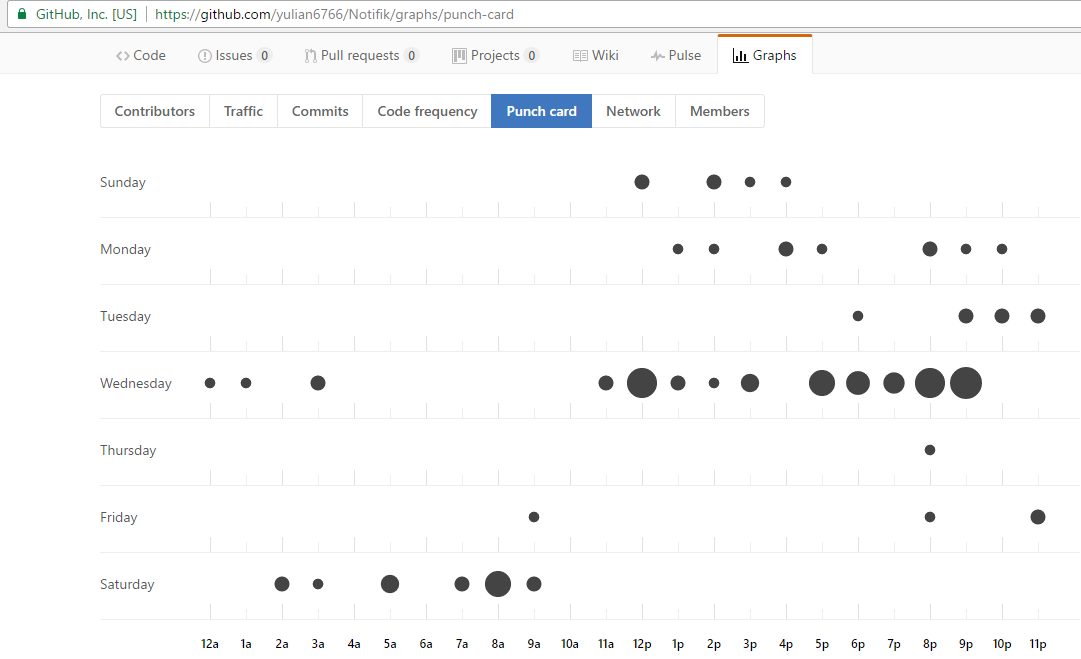 GitHub, Inc. [US] https://github.com/yulian6766/Notifik/graphs/punch-card
Code Issues 0 Pull requests 0 Projects 0 Wiki Pulse Graphs
Contributors Traffic Commits Code frequency Punch card Network Members
Sunday
Monday
Tuesday
Wednesday
Thursday
Friday
Saturday
12a 1a 2a 3a 4a 5a 6a 7a 8a 9a 10a 11a 12p 1p 2p 3p 4p 5p 6p 7p 8p 9p 10p 11p